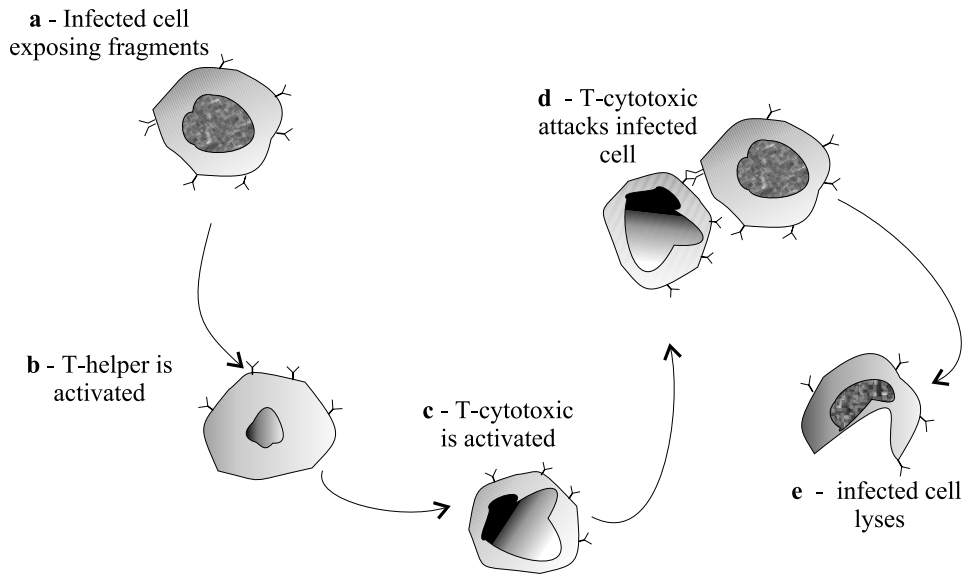 a - Infected cell
exposing fragments
b - T-helper is
activated
c - T-cytotoxic
is activated
d - T-cytotoxic
attacks infected
cell
e - infected cell
lyses